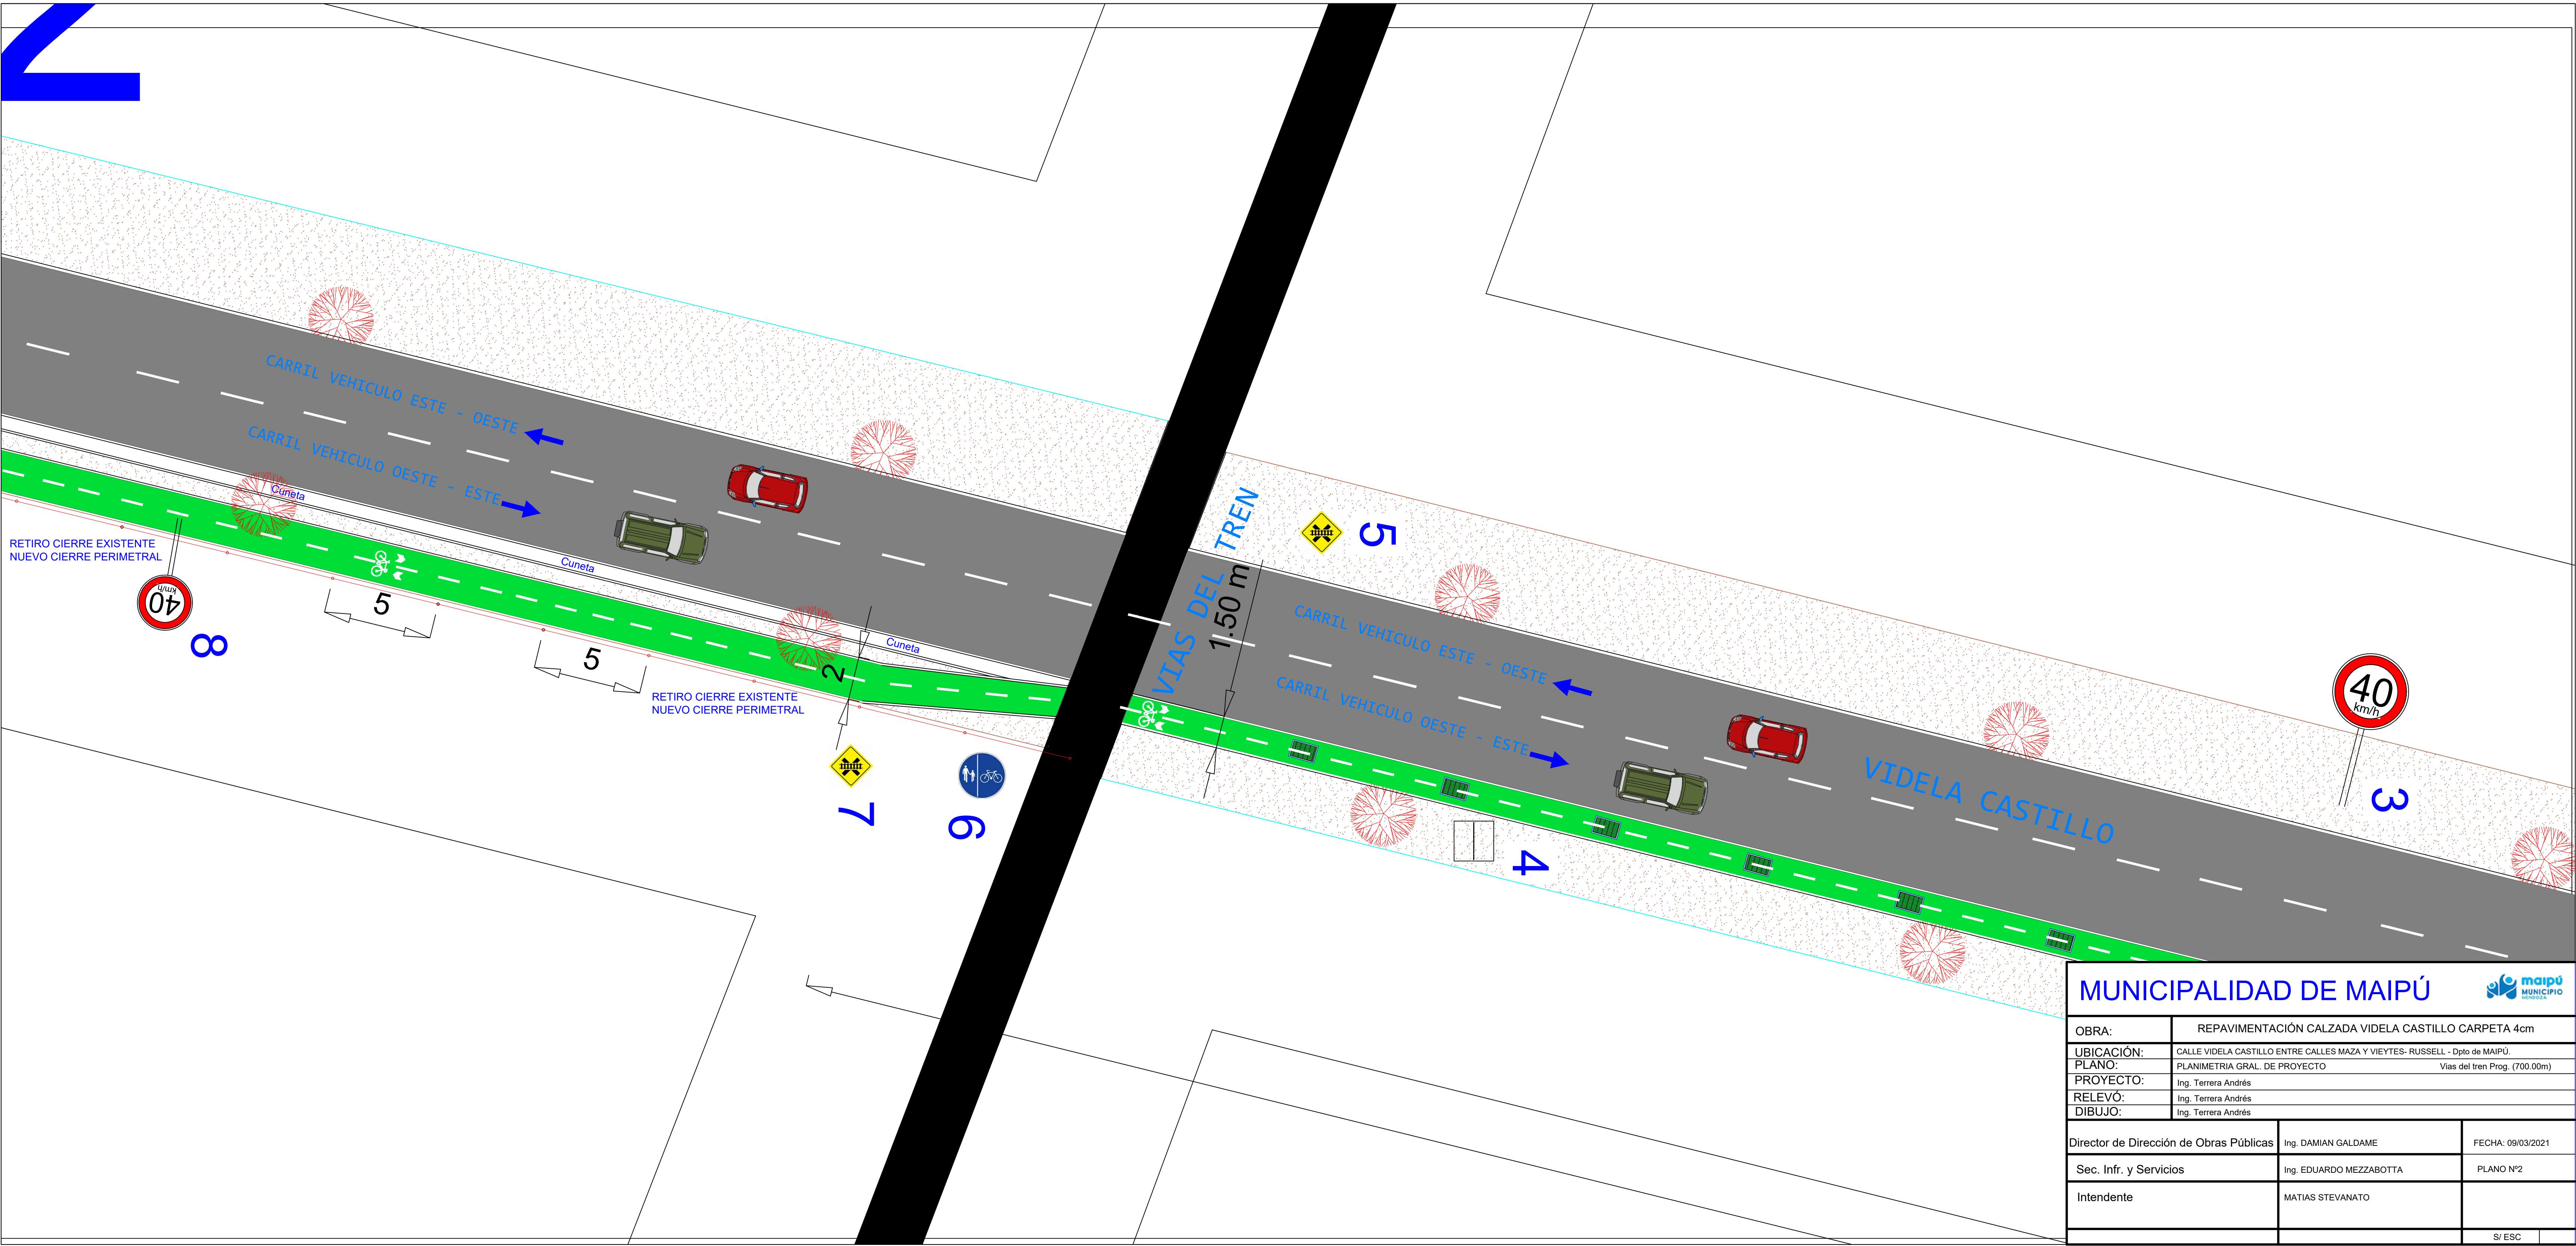 2
CARRIL VEHICULO ESTE - OESTE
CARRIL VEHICULO OESTE - ESTE
Cuneta
RETIRO CIERRE EXISTENTE
NUEVO CIERRE PERIMETRAL
40
km/h
8
5
Cuneta
5
RETIRO CIERRE EXISTENTE
NUEVO CIERRE PERIMETRAL
2
Cuneta
7
6
VIAS DEL TREN
1.50 m
5
CARRIL VEHICULO ESTE - OESTE
CARRIL VEHICULO OESTE - ESTE
4
VIDELA CASTILLO
40
km/h
3
MUNICIPALIDAD DE MAIPÚ
maipú
MUNICIPIO
MENDOZA
OBRA: REPAVIMENTACIÓN CALZADA VIDELA CASTILLO CARPETA 4cm
UBICACIÓN: CALLE VIDELA CASTILLO ENTRE CALLES MAZA Y VIEYTES- RUSSELL - Dpto de MAIPÚ.
PLANO: PLANIMETRIA GRAL. DE PROYECTO Vias del tren Prog. (700.00m)
PROYECTO: Ing. Terrera Andrés
RELEVÓ: Ing. Terrera Andrés
DIBUJO: Ing. Terrera Andrés
Director de Dirección de Obras Públicas Ing. DAMIAN GALDAME FECHA: 09/03/2021
Sec. Infr. y Servicios Ing. EDUARDO MEZZABOTTA PLANO Nº2
Intendente MATIAS STEVANATO
S/ ESC